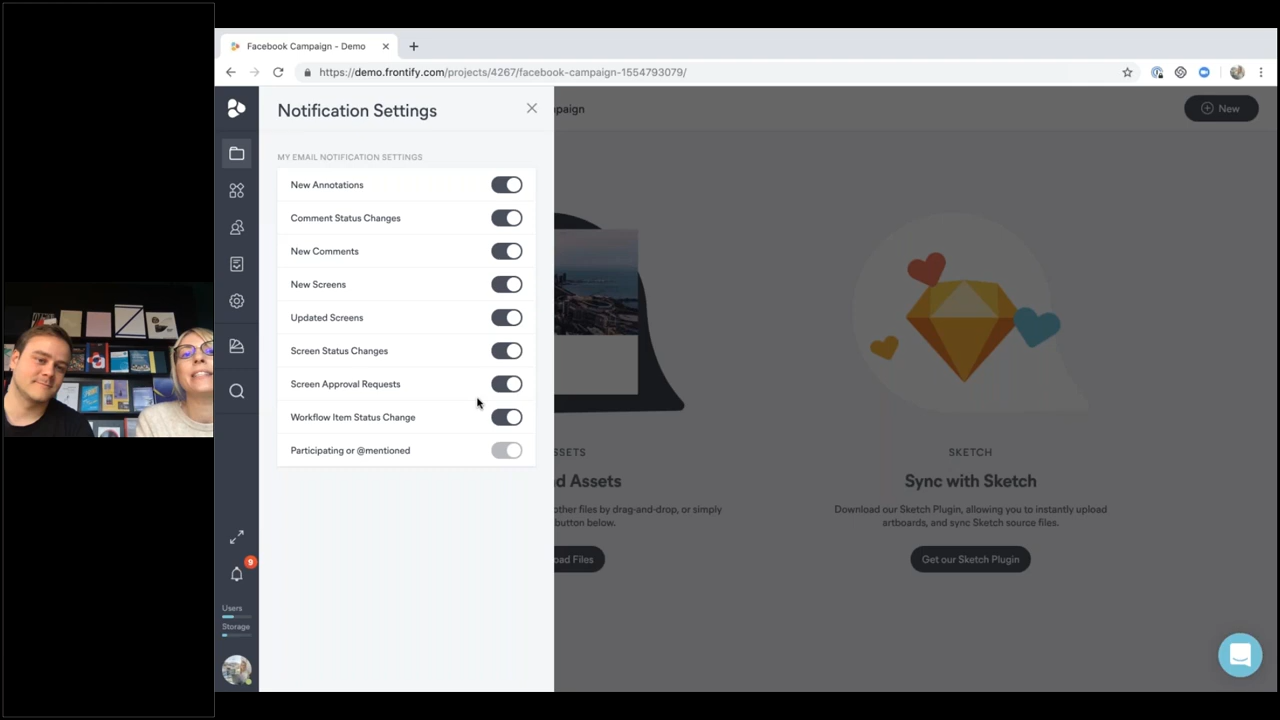 Facebook Campaign - Demo
https://demo.frontify.com/projects/4267/facebook-campaign-1554793079/
Notification Settings
paign
New
MY EMAIL NOTIFICATION SETTINGS
New Annotations
Comment Status Changes
New Comments
New Screens
Updated Screens
Screen Status Changes
Screen Approval Requests
Workflow Item Status Change
Participating or @mentioned
SSETS
d Assets
other files by drag-and-drop, or simply
button below.
oad Files
SKETCH
Sync with Sketch
Download our Sketch Plugin, allowing you to instantly upload
artboards, and sync Sketch source files.
Get our Sketch Plugin
9
Users
Storage